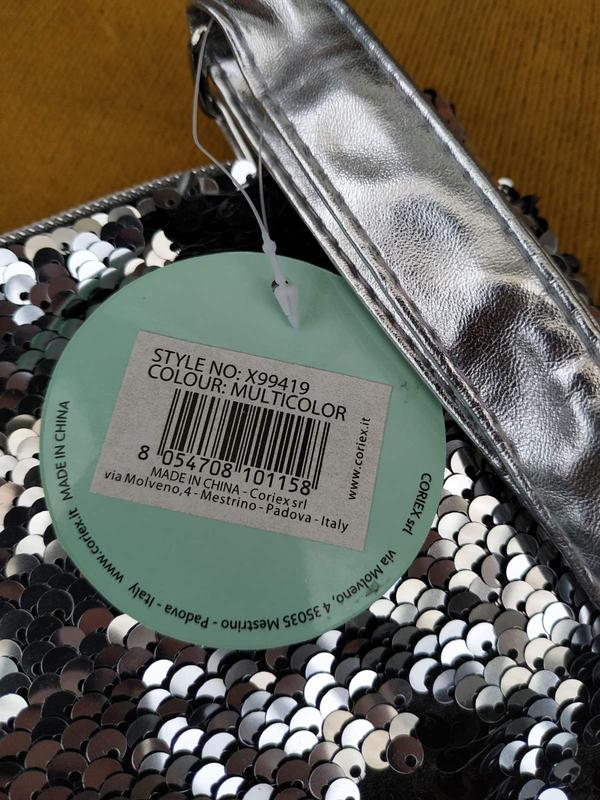 STYLE NO: X99419
COLOUR: MULTICOLOR
8 054708 101158
MADE IN CHINA - Coriex srl
via Molveno,4 - Mestrino - Padova - Italy
www.coriex.it
CORIEX srl via Molveno, 4 35035 Mestrino - Padova - Italy www.coriex.it MADE IN CHINA